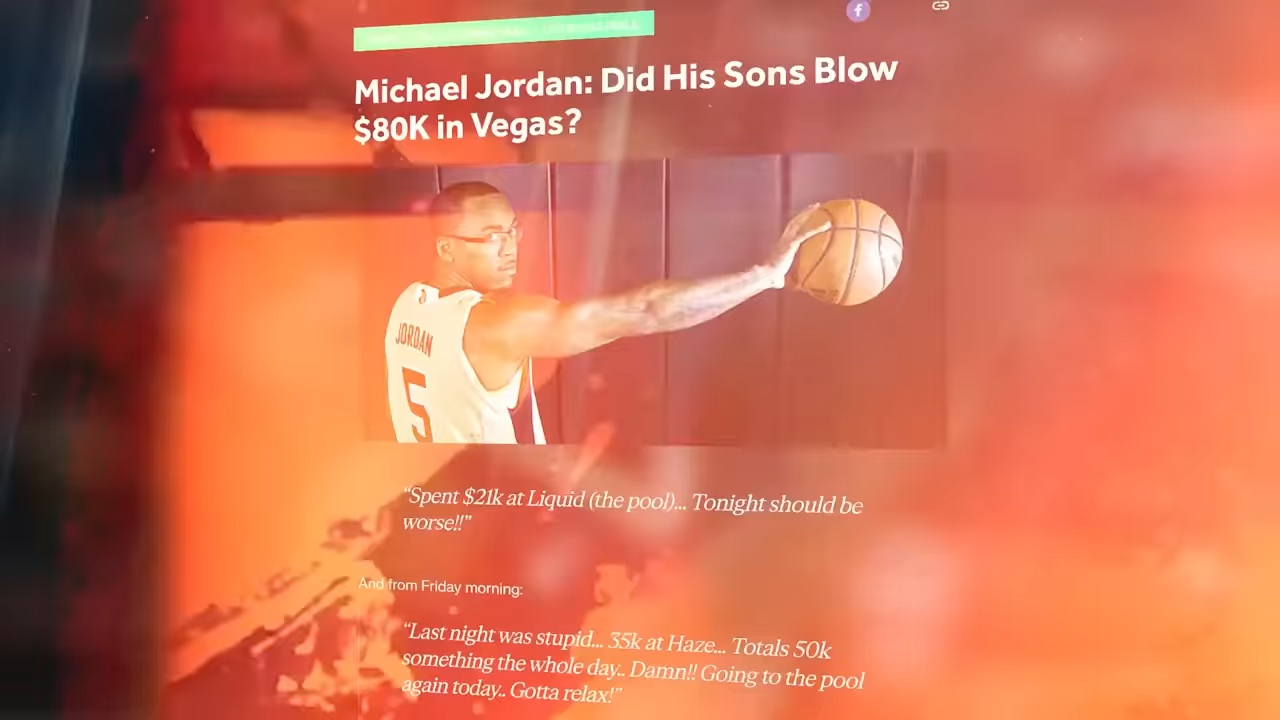 Michael Jordan: Did His Sons Blow
$80K in Vegas?
JORDAN
5
“Spent $21k at Liquid (the pool)... Tonight should be
worse!!”
And from Friday morning:
“Last night was stupid... 35k at Haze... Totals 50k
something the whole day.. Damn!! Going to the pool
again today.. Gotta relax!”